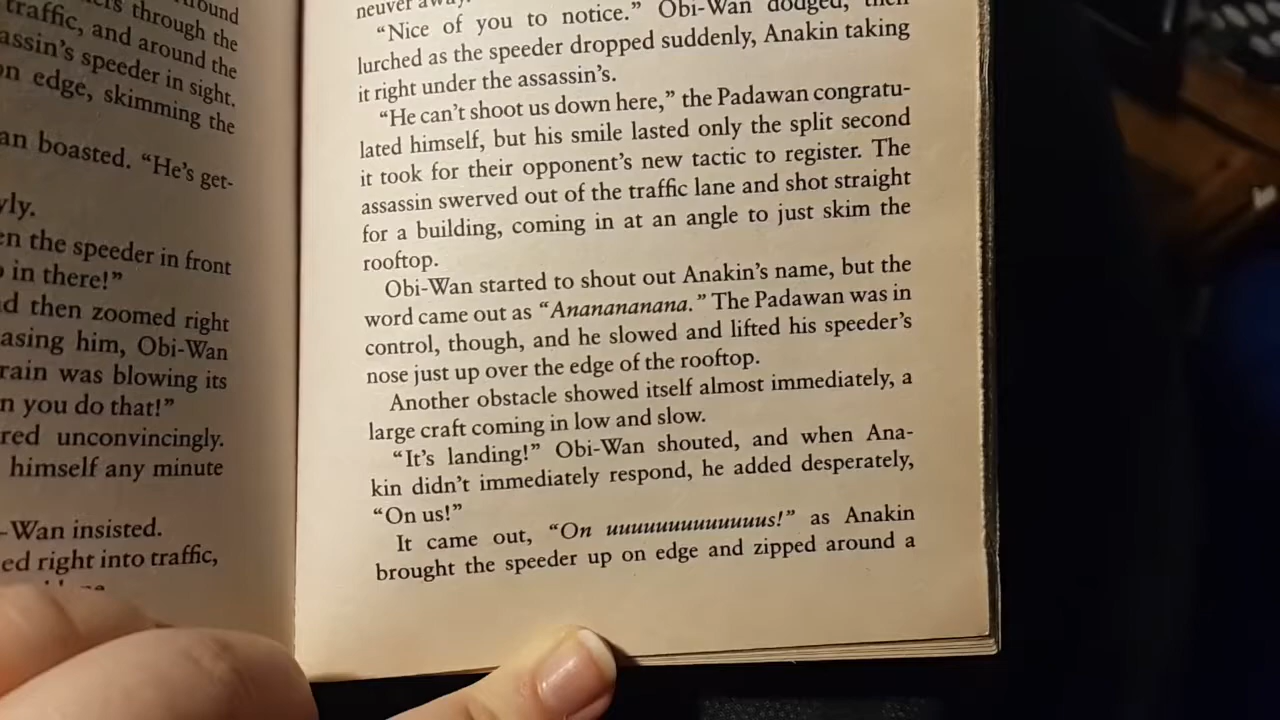 through the
traffic, and around the
assin's speeder in sight.
on edge, skimming the
an boasted. "He's get-
en the speeder in front
in there!"
d then zoomed right
asing him, Obi-Wan
rain was blowing its
n you do that!"
red unconvincingly.
himself any minute
-Wan insisted.
ed right into traffic,
"Nice of you to notice." Obi-Wan dodged, then
lurched as the speeder dropped suddenly, Anakin taking
it right under the assassin's.
"He can't shoot us down here," the Padawan congratu-
lated himself, but his smile lasted only the split second
it took for their opponent's new tactic to register. The
assassin swerved out of the traffic lane and shot straight
for a building, coming in at an angle to just skim the
rooftop.
Obi-Wan started to shout out Anakin's name, but the
word came out as "Ananananana." The Padawan was in
control, though, and he slowed and lifted his speeder's
nose just up over the edge of the rooftop.
Another obstacle showed itself almost immediately, a
large craft coming in low and slow.
"It's landing!" Obi-Wan shouted, and when Ana-
kin didn't immediately respond, he added desperately,
"On us!"
It came out, "On uuuuuuuuuuuuus!" as Anakin
brought the speeder up on edge and zipped around a